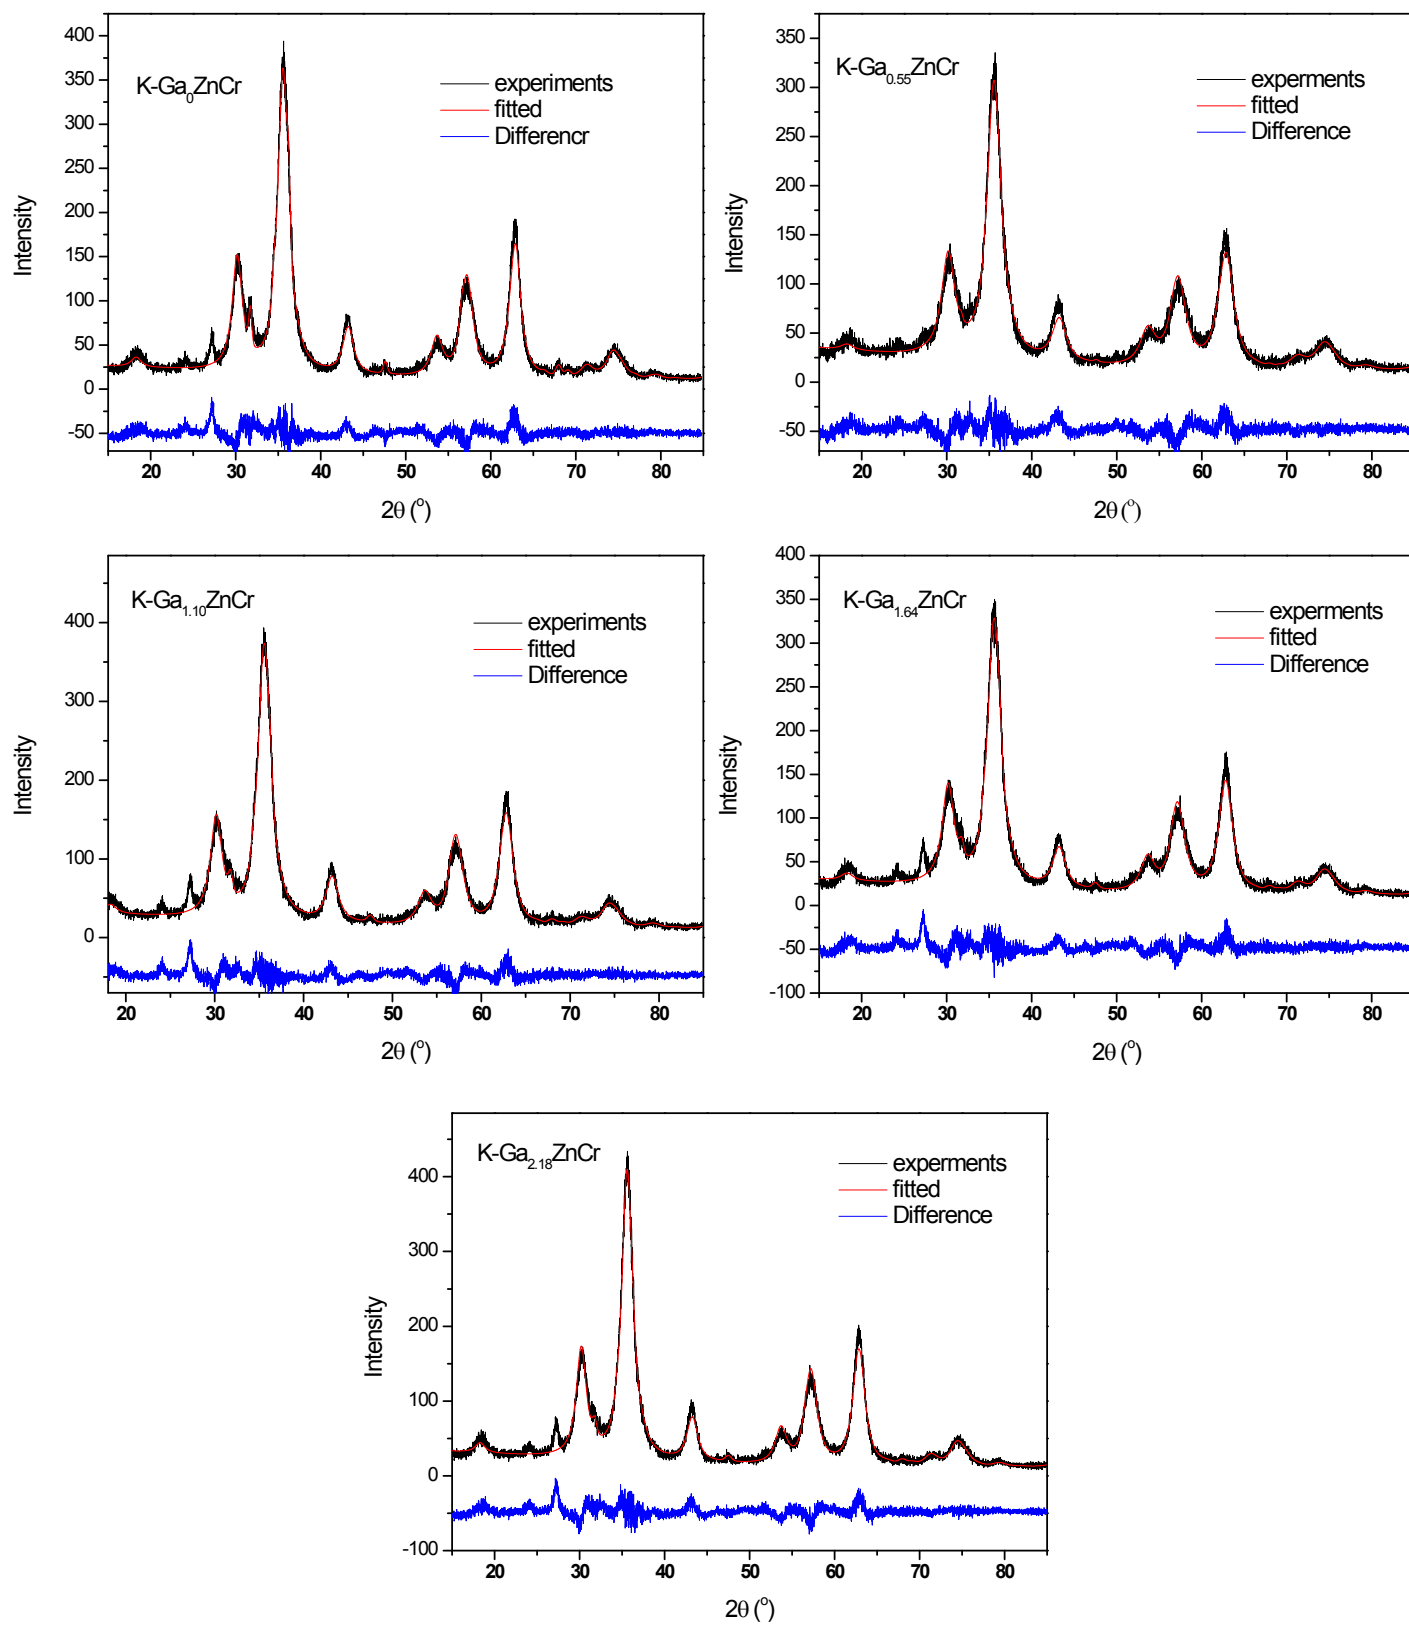 K-Ga0ZnCr
experiments
fitted
Differencr
Intensity
400
350
300
250
200
150
100
50
0
-50
20 30 40 50 60 70 80
2θ (°)
K-Ga0.55ZnCr
experments
fitted
Difference
Intensity
350
300
250
200
150
100
50
0
-50
20 30 40 50 60 70 80
2θ (°)
K-Ga1.10ZnCr
experiments
fitted
Difference
Intensity
400
300
200
100
0
20 30 40 50 60 70 80
2θ (°)
K-Ga1.64ZnCr
experments
fitted
Difference
Intensity
400
350
300
250
200
150
100
50
0
-50
-100
20 30 40 50 60 70 80
2θ (°)
K-Ga2.18ZnCr
experments
fitted
Difference
Intensity
400
300
200
100
0
-100
20 30 40 50 60 70 80
2θ (°)